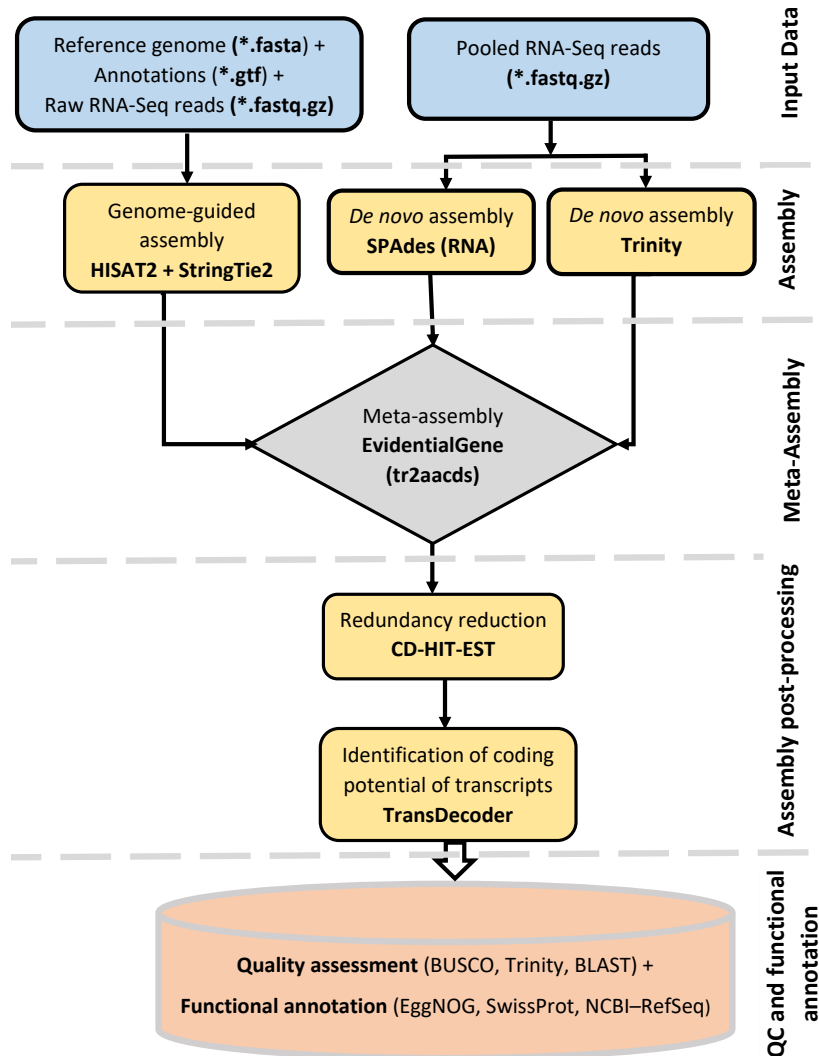 Reference genome (*.fasta) +
Annotations (*.gtf) +
Raw RNA-Seq reads (*.fastq.gz)
Pooled RNA-Seq reads
(*.fastq.gz)
Input Data
Genome-guided
assembly
HISAT2 + StringTie2
De novo assembly
SPAdes (RNA)
De novo assembly
Trinity
Assembly
Meta-assembly
EvidentialGene
(tr2aacds)
Meta-Assembly
Redundancy reduction
CD-HIT-EST
Identification of coding
potential of transcripts
TransDecoder
Assembly post-processing
Quality assessment (BUSCO, Trinity, BLAST) +
Functional annotation (EggNOG, SwissProt, NCBI–RefSeq)
QC and functional
annotation